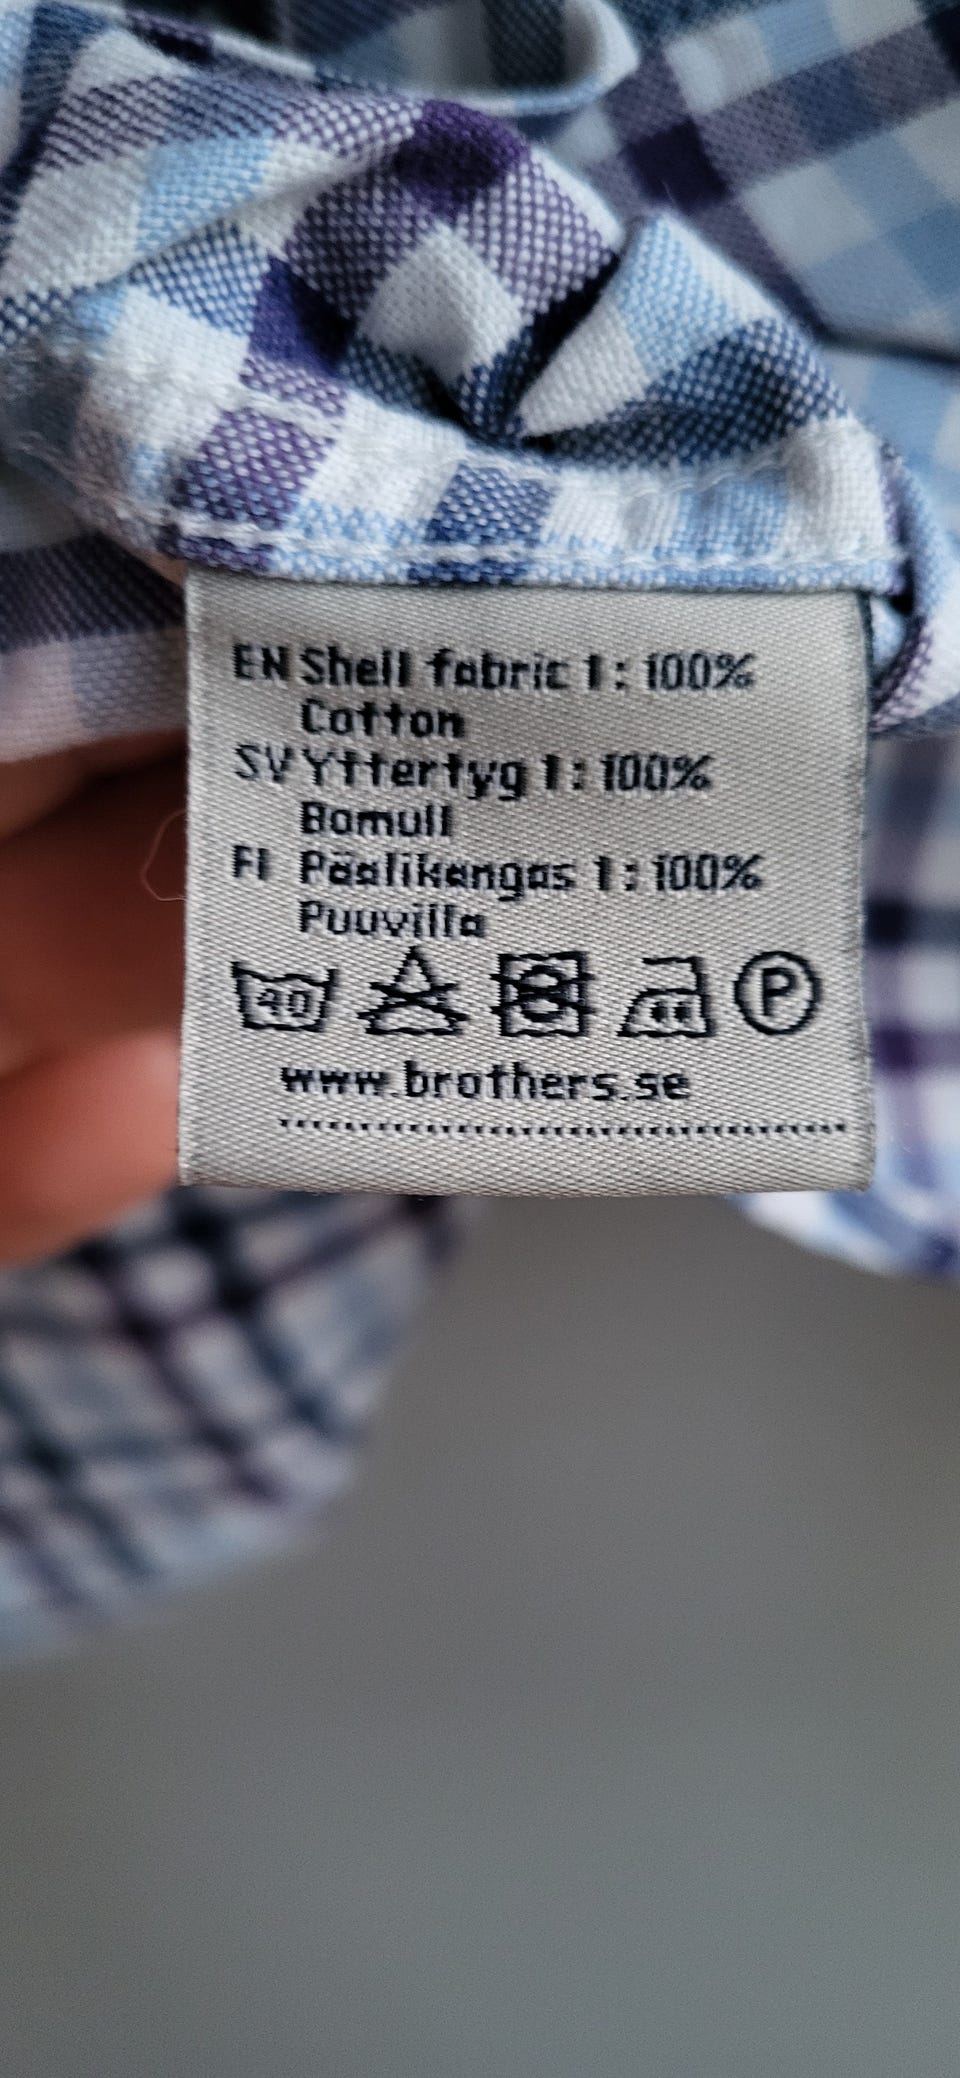 EN Shell fabric 1: 100%
Cotton
SV Yttertyg 1: 100%
Bomull
FI Päälikangas 1: 100%
Puuvilla
40 P
www.brothers.se